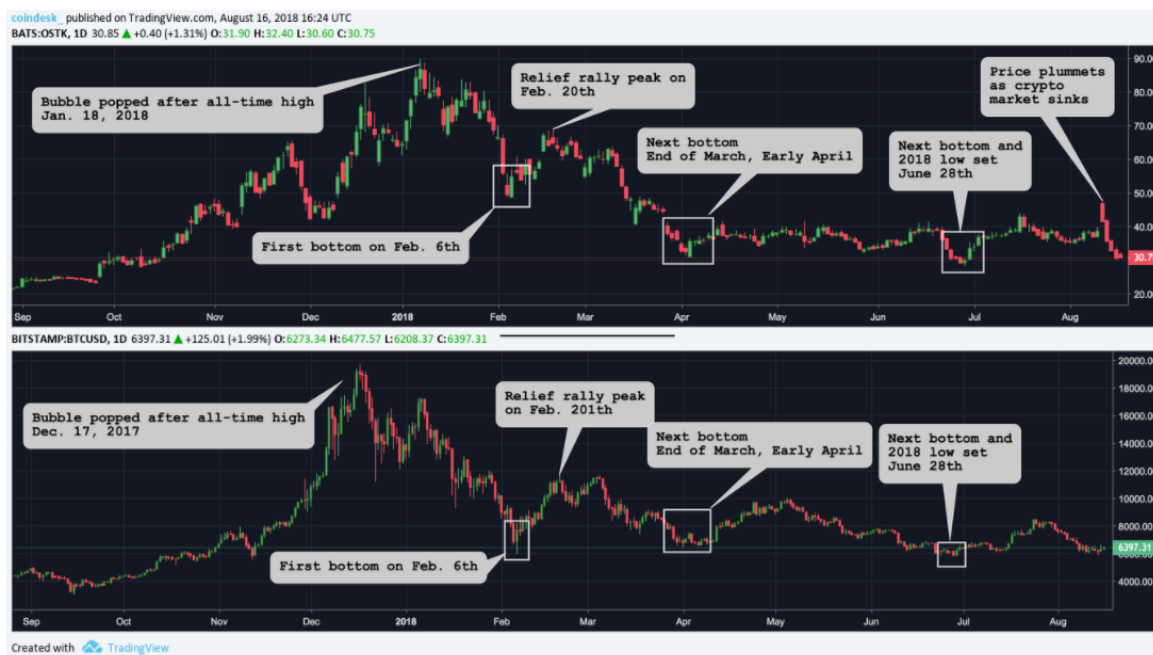 coindesk_ published on TradingView.com, August 16, 2018 16:24 UTC
BATS:OSTK, 1D 30.85 ▲ +0.40 (+1.31%) O:31.90 H:32.40 L:30.60 C:30.75
Bubble popped after all-time high
Jan. 18, 2018
Relief rally peak on
Feb. 20th
Price plummets
as crypto
market sinks
Next bottom
End of March, Early April
Next bottom and
2018 low set
June 28th
First bottom on Feb. 6th
90.00
80.00
70.00
60.00
50.00
40.00
30.7
20.00
Sep Oct Nov Dec 2018 Feb Mar Apr May Jun Jul Aug
BITSTAMP:BTCUSD, 1D 6397.31 ▲ +125.01 (+1.99%) O:6273.34 H:6477.57 L:6208.37 C:6397.31
Bubble popped after all-time high
Dec. 17, 2017
Relief rally peak
on Feb. 201th
Next bottom
End of March, Early April
Next bottom and
2018 low set
June 28th
First bottom on Feb. 6th
20000.00
18000.00
16000.00
14000.00
12000.00
10000.00
8000.00
6397.31
4000.00
Sep Oct Nov Dec 2018 Feb Mar Apr May Jun Jul Aug
Created with TradingView